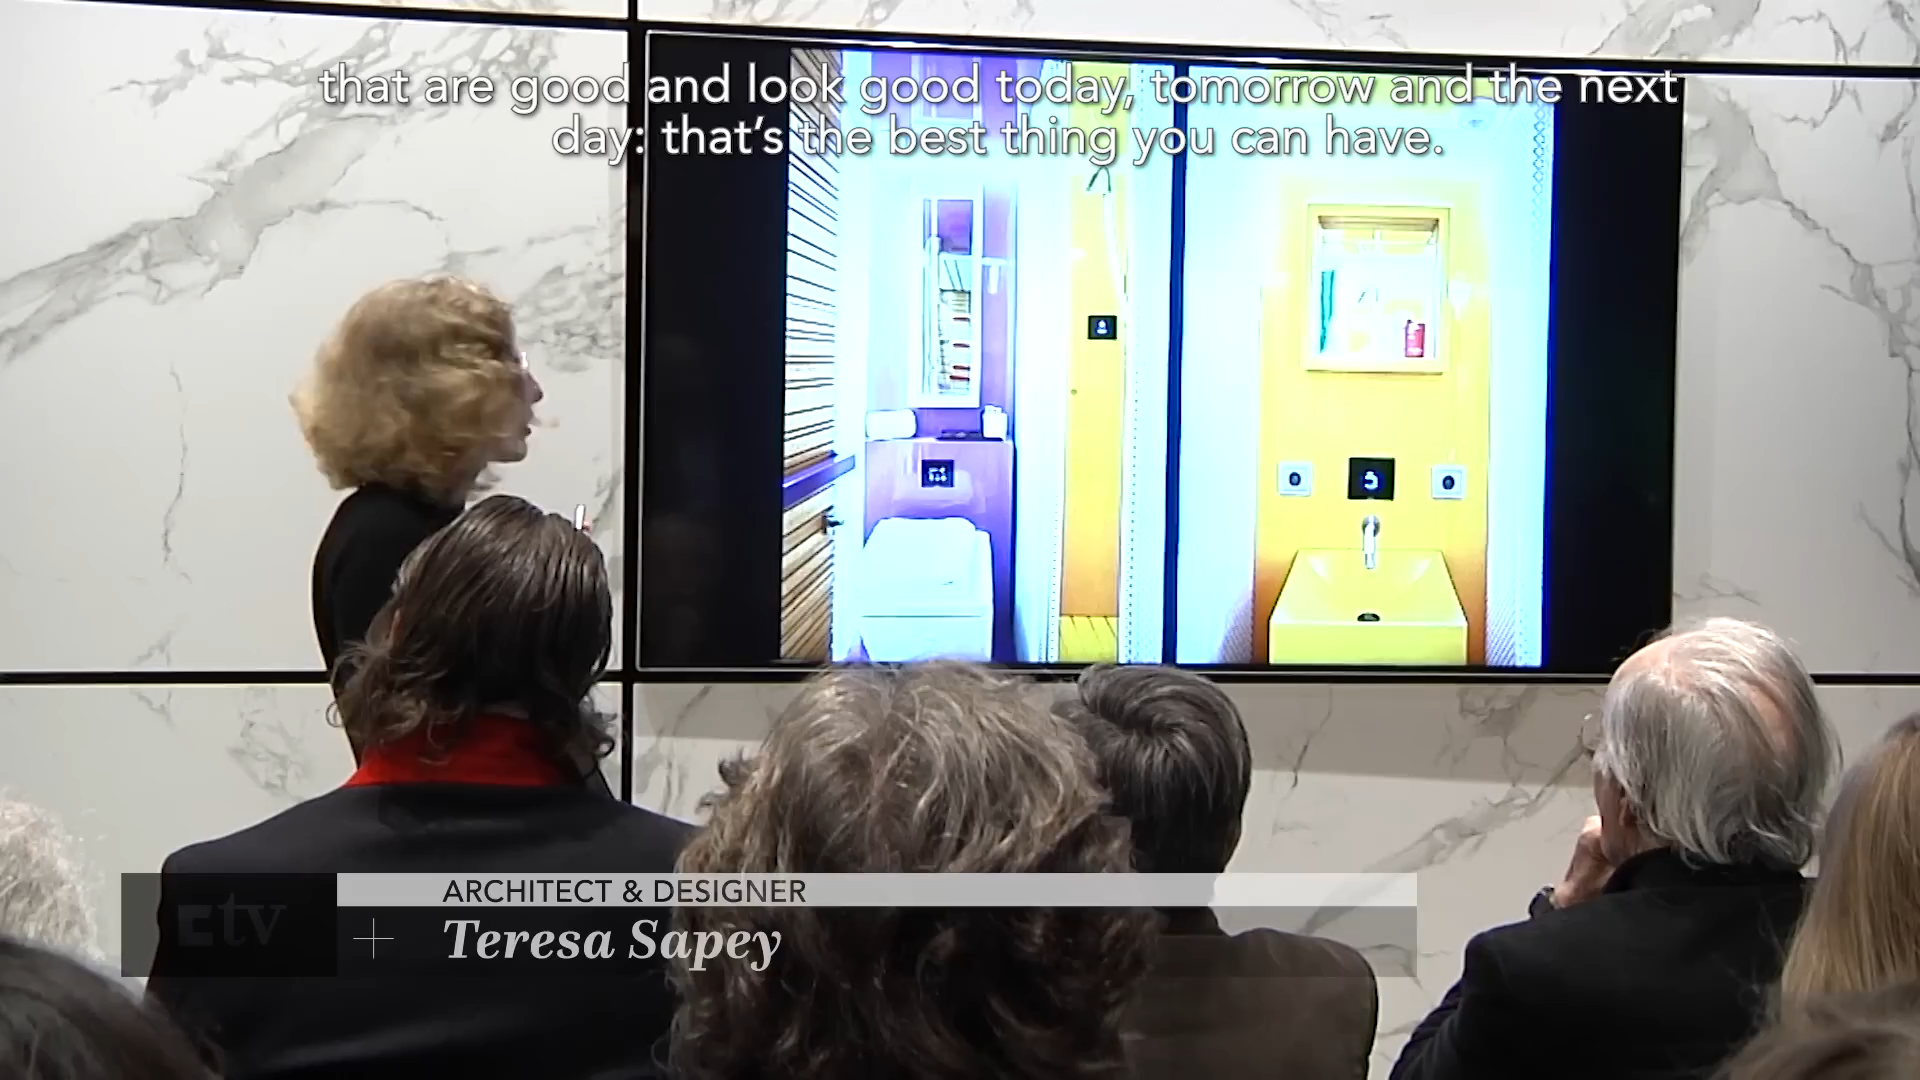 that are good and look good today, tomorrow and the next
day: that's the best thing you can have.
ARCHITECT & DESIGNER
tv
Teresa Sapey